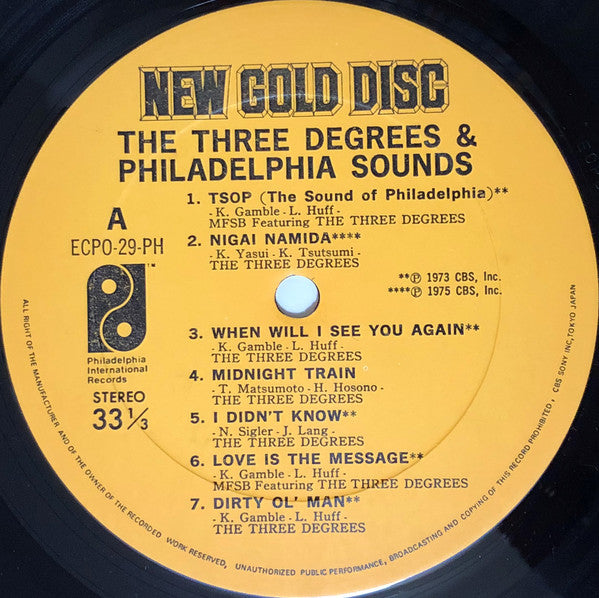 NEW GOLD DISC
THE THREE DEGREES &
PHILADELPHIA SOUNDS
A
ECPO-29-PH
1. TSOP (The Sound of Philadelphia)**
- K. Gamble - L. Huff -
MFSB Featuring THE THREE DEGREES
2. NIGAI NAMIDA****
- K. Yasui - K. Tsutsumi -
THE THREE DEGREES
**Ⓟ 1973 CBS, Inc.
****Ⓟ 1975 CBS, Inc.
TM
Philadelphia
International
Records
STEREO
33 1/3
3. WHEN WILL I SEE YOU AGAIN**
- K. Gamble - L. Huff -
THE THREE DEGREES
4. MIDNIGHT TRAIN
- T. Matsumoto - H. Hosono -
THE THREE DEGREES
5. I DIDN'T KNOW**
- N. Sigler - J. Lang -
THE THREE DEGREES
6. LOVE IS THE MESSAGE**
- K. Gamble - L. Huff -
MFSB Featuring THE THREE DEGREES
7. DIRTY OL' MAN**
- K. Gamble - L. Huff -
THE THREE DEGREES
ALL RIGHT OF THE MANUFACTURER AND OF THE OWNER OF THE RECORDED WORK RESERVED, UNAUTHORIZED PUBLIC PERFORMANCE, BROADCASTING AND COPYING OF THIS RECORD PROHIBITED, CBS SONY INC, TOKYO JAPAN